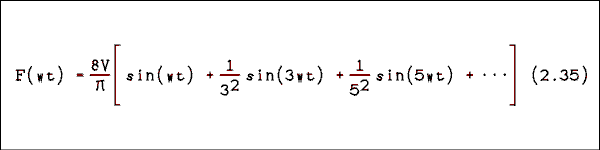 F(wt) = 8V/π [ sin(wt) + 1/3² sin(3wt) + 1/5² sin(5wt) + ··· ] (2.35)